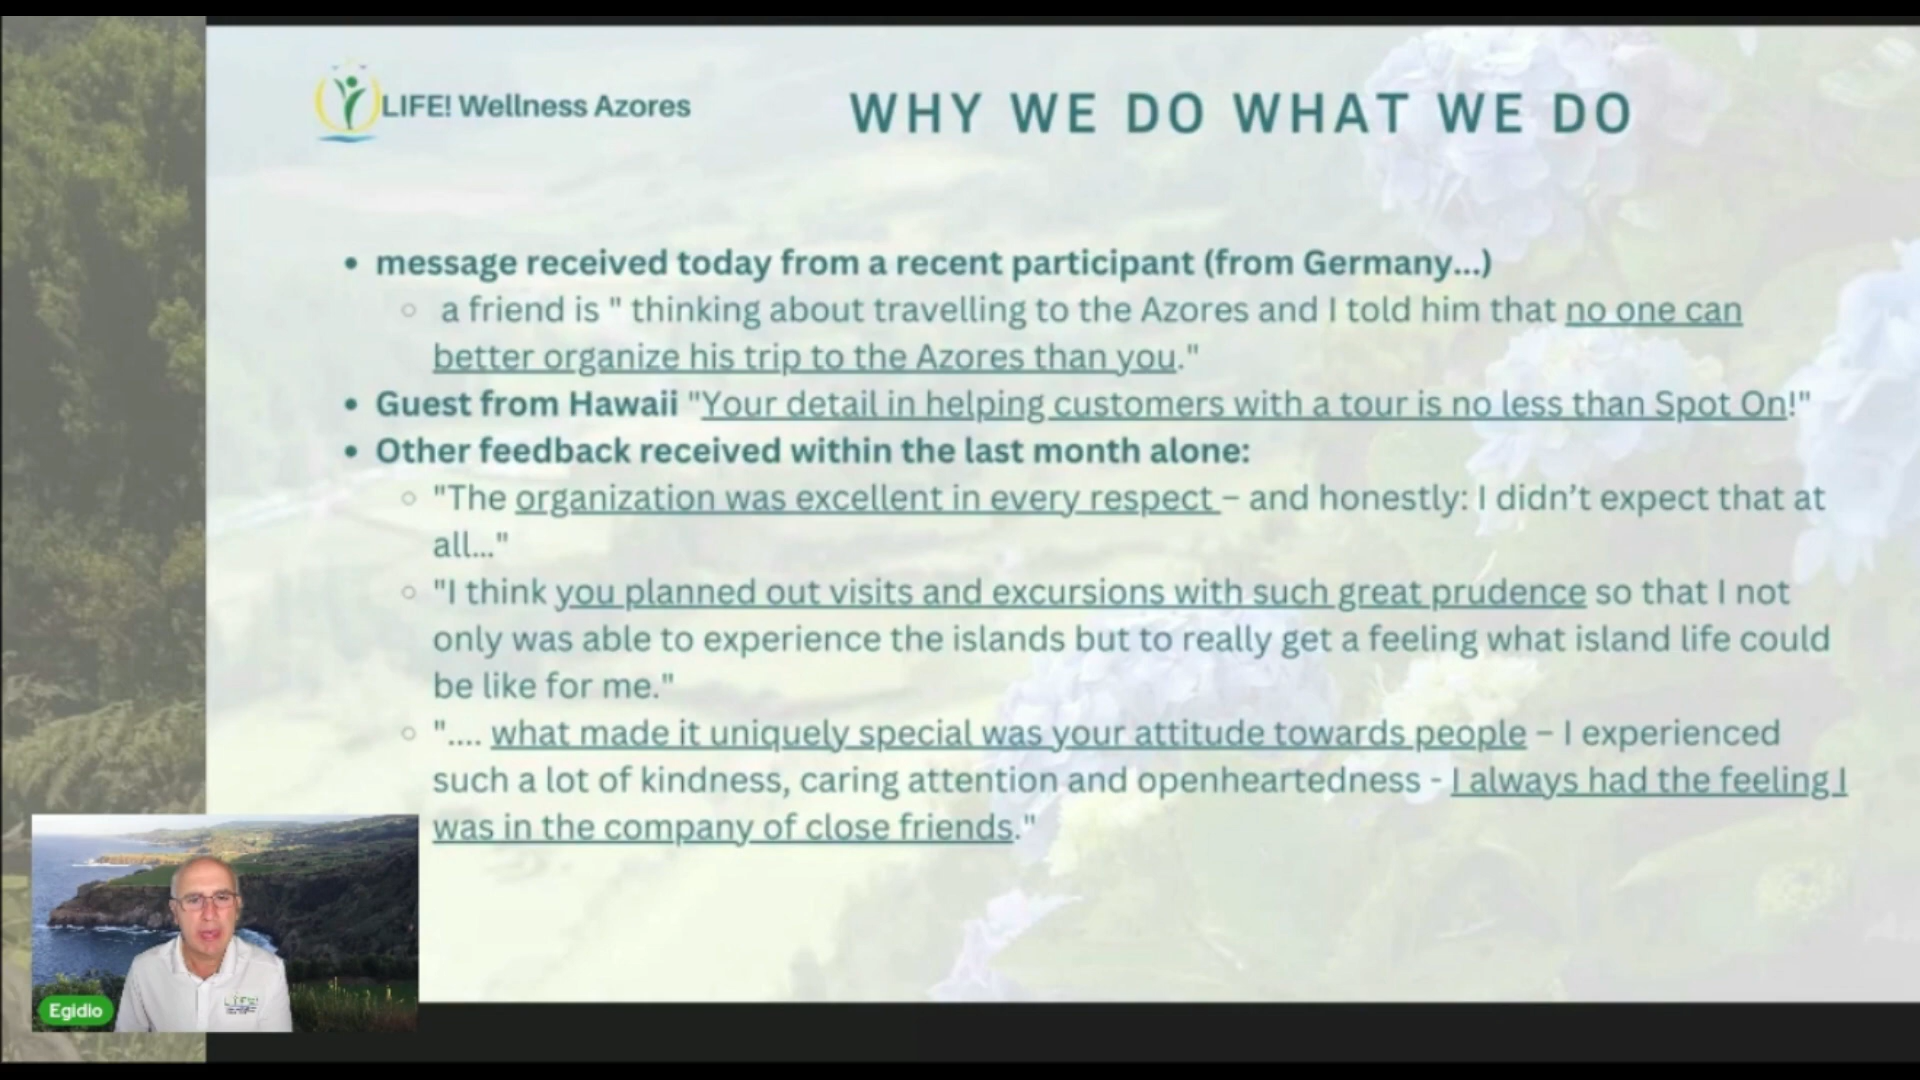 LIFE! Wellness Azores
WHY WE DO WHAT WE DO
• message received today from a recent participant (from Germany...)
○ a friend is " thinking about travelling to the Azores and I told him that no one can
better organize his trip to the Azores than you."
• Guest from Hawaii "Your detail in helping customers with a tour is no less than Spot On!"
• Other feedback received within the last month alone:
○ "The organization was excellent in every respect – and honestly: I didn’t expect that at
all..."
○ "I think you planned out visits and excursions with such great prudence so that I not
only was able to experience the islands but to really get a feeling what island life could
be like for me."
○ ".... what made it uniquely special was your attitude towards people – I experienced
such a lot of kindness, caring attention and openheartedness - I always had the feeling I
was in the company of close friends."
LIFE!
Egidio